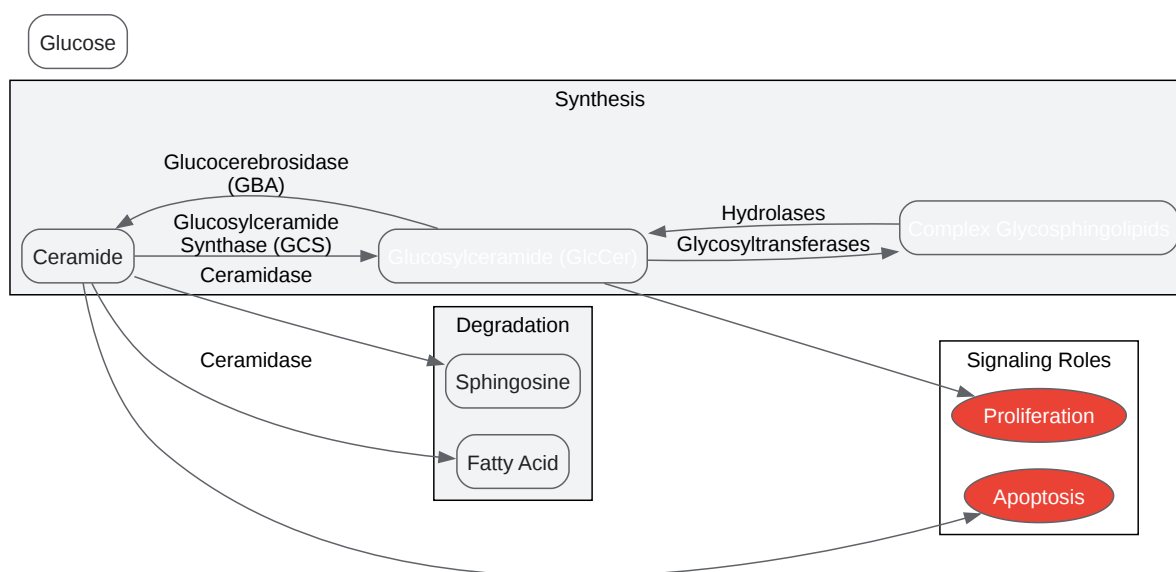 Glucose
Synthesis
Glucocerebrosidase
(GBA)
Glucosylceramide
Synthase (GCS)
Ceramidase
Ceramide
Glucosylceramide (GlcCer)
Hydrolases
Glycosyltransferases
Complex Glycosphingolipids
Degradation
Sphingosine
Ceramidase
Fatty Acid
Signaling Roles
Proliferation
Apoptosis